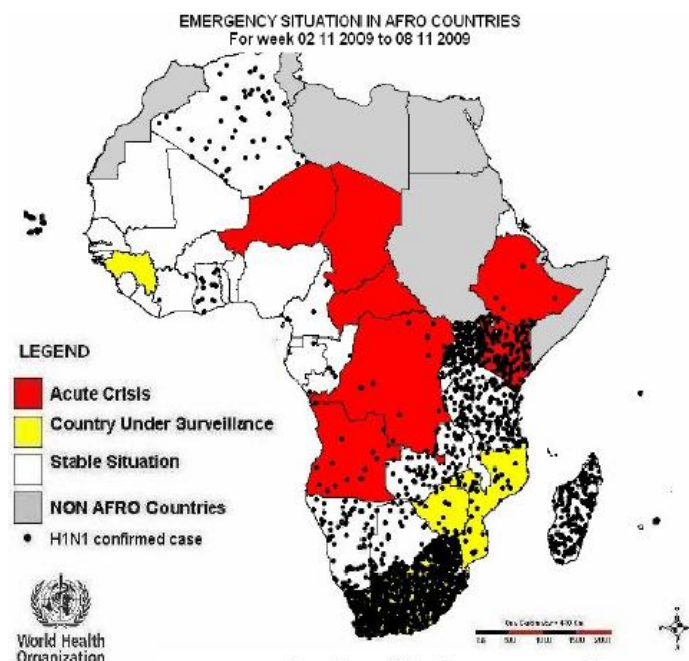 EMERGENCY SITUATION IN AFRO COUNTRIES
For week 02 11 2009 to 08 11 2009
LEGEND
Acute Crisis
Country Under Surveillance
Stable Situation
NON AFRO Countries
H1N1 confirmed case
World Health
Organization